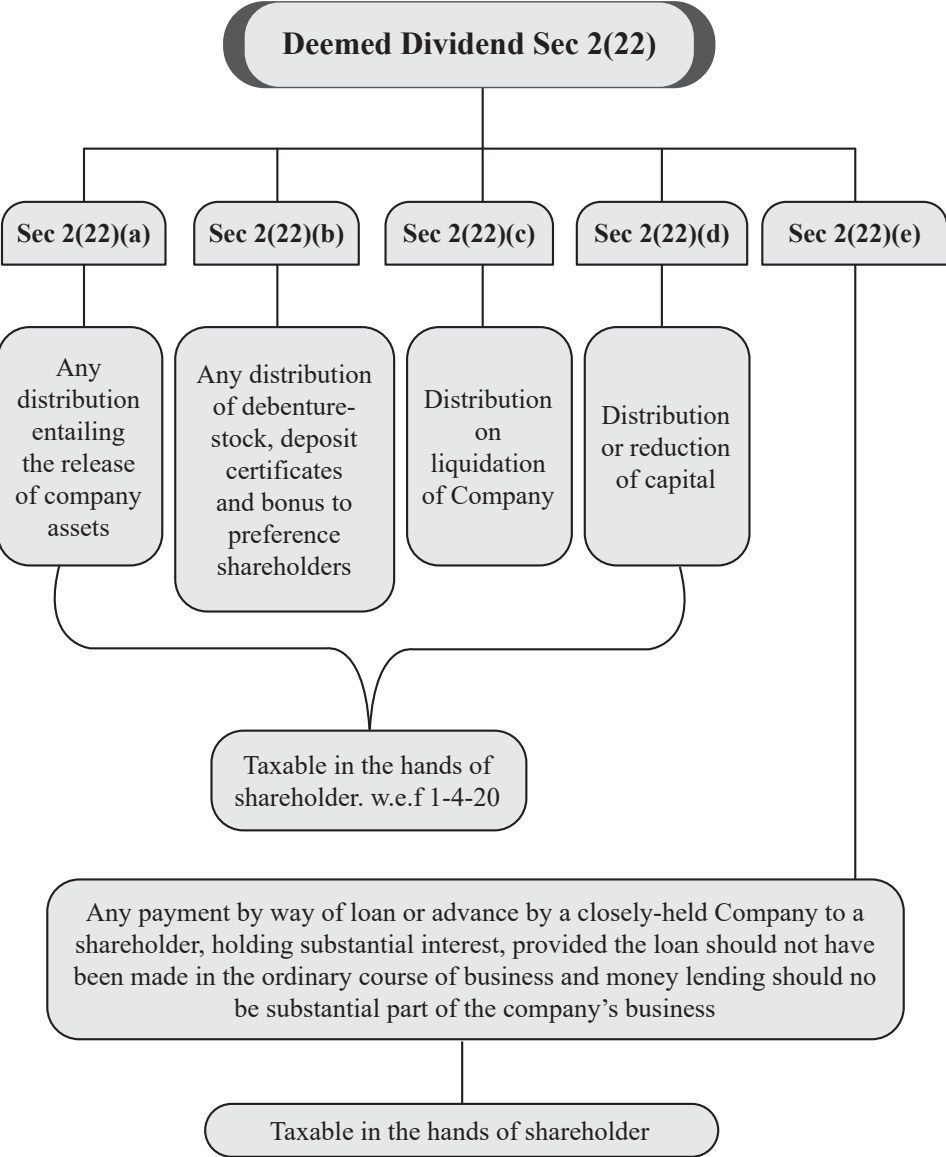 Deemed Dividend Sec 2(22)
Sec 2(22)(a)
Sec 2(22)(b)
Sec 2(22)(c)
Sec 2(22)(d)
Sec 2(22)(e)
Any
distribution
entailing
the release
of company
assets
Any distribution
of debenture-
stock, deposit
certificates
and bonus to
preference
shareholders
Distribution
on
liquidation
of Company
Distribution
or reduction
of capital
Taxable in the hands of
shareholder. w.e.f 1-4-20
Any payment by way of loan or advance by a closely-held Company to a
shareholder, holding substantial interest, provided the loan should not have
been made in the ordinary course of business and money lending should no
be substantial part of the company’s business
Taxable in the hands of shareholder